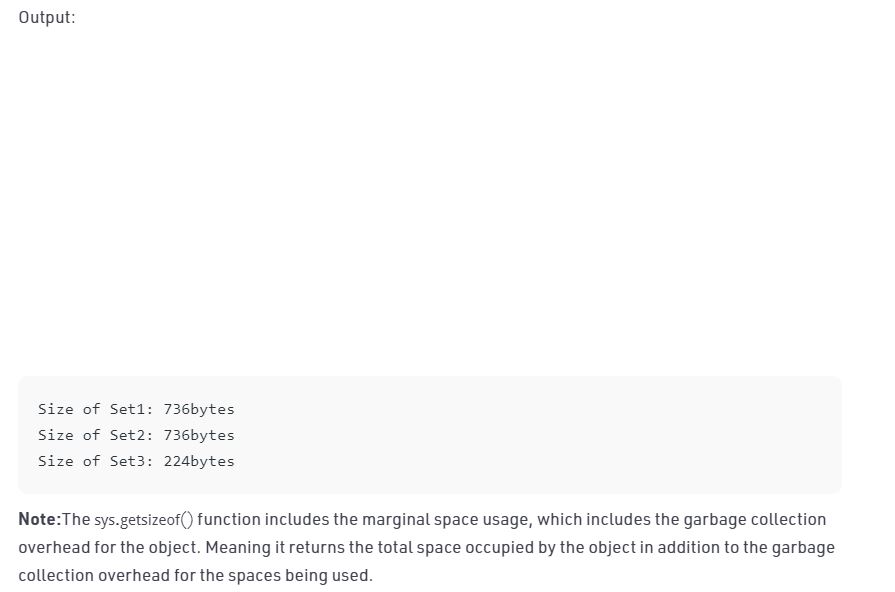 Output:
Size of Set1: 736bytes
Size of Set2: 736bytes
Size of Set3: 224bytes
Note:The sys.getsizeof() function includes the marginal space usage, which includes the garbage collection
overhead for the object. Meaning it returns the total space occupied by the object in addition to the garbage
collection overhead for the spaces being used.